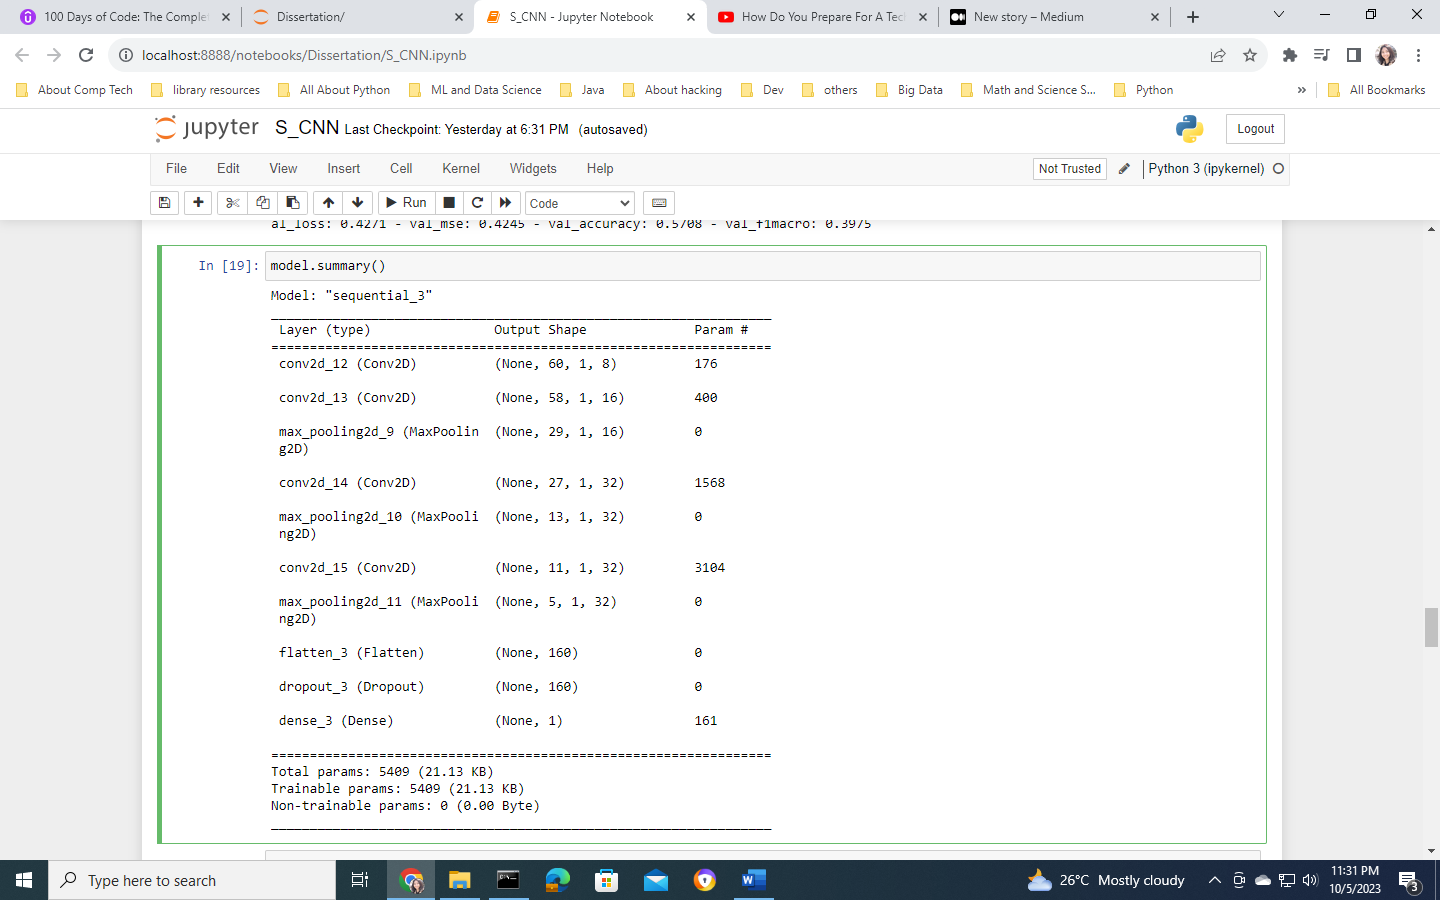 100 Days of Code: The Comple
Dissertation/
S_CNN - Jupyter Notebook
How Do You Prepare For A Tec
New story – Medium
localhost:8888/notebooks/Dissertation/S_CNN.ipynb
About Comp Tech
library resources
All About Python
ML and Data Science
Java
About hacking
Dev
others
Big Data
Math and Science S...
Python
»
All Bookmarks
jupyter S_CNN Last Checkpoint: Yesterday at 6:31 PM (autosaved)
Logout
File Edit View Insert Cell Kernel Widgets Help
Not Trusted
Python 3 (ipykernel)
Run
Code
al_loss: 0.4271 - val_mse: 0.4245 - val_accuracy: 0.5708 - val_f1macro: 0.3975
In [19]: model.summary()
Model: "sequential_3"
Layer (type) Output Shape Param #
=================================================================
conv2d_12 (Conv2D) (None, 60, 1, 8) 176
conv2d_13 (Conv2D) (None, 58, 1, 16) 400
max_pooling2d_9 (MaxPoolin (None, 29, 1, 16) 0
g2D)
conv2d_14 (Conv2D) (None, 27, 1, 32) 1568
max_pooling2d_10 (MaxPooli (None, 13, 1, 32) 0
ng2D)
conv2d_15 (Conv2D) (None, 11, 1, 32) 3104
max_pooling2d_11 (MaxPooli (None, 5, 1, 32) 0
ng2D)
flatten_3 (Flatten) (None, 160) 0
dropout_3 (Dropout) (None, 160) 0
dense_3 (Dense) (None, 1) 161
=================================================================
Total params: 5409 (21.13 KB)
Trainable params: 5409 (21.13 KB)
Non-trainable params: 0 (0.00 Byte)
Type here to search
26°C Mostly cloudy
11:31 PM
10/5/2023
3